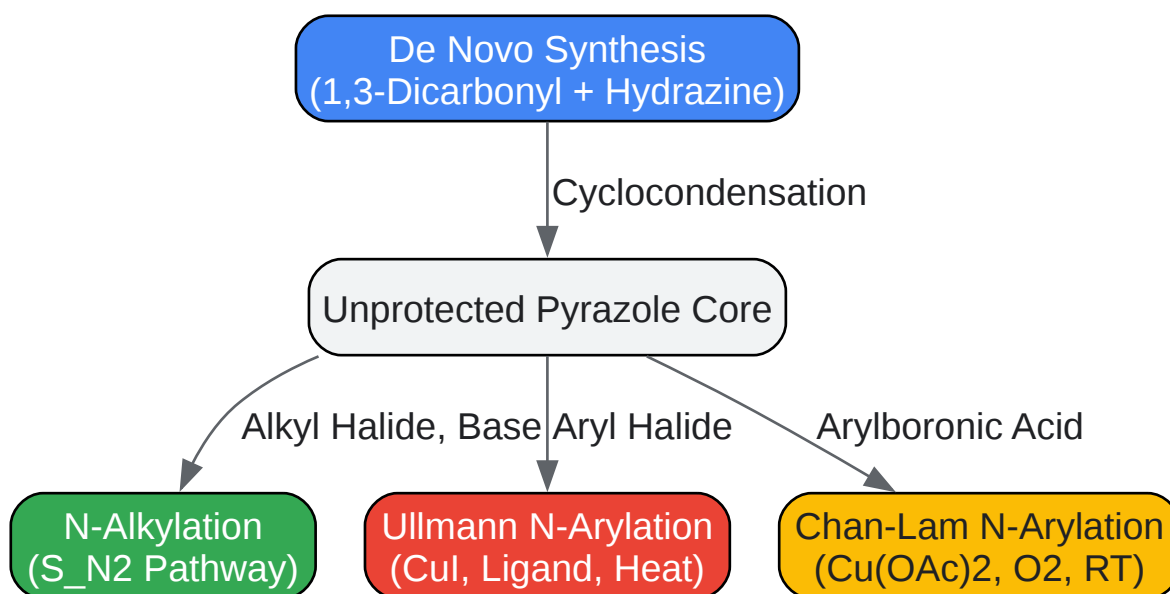 De Novo Synthesis
(1,3-Dicarbonyl + Hydrazine)
Cyclocondensation
Unprotected Pyrazole Core
Alkyl Halide, Base
Aryl Halide
Arylboronic Acid
N-Alkylation
(S_N2 Pathway)
Ullmann N-Arylation
(CuI, Ligand, Heat)
Chan-Lam N-Arylation
(Cu(OAc)2, O2, RT)